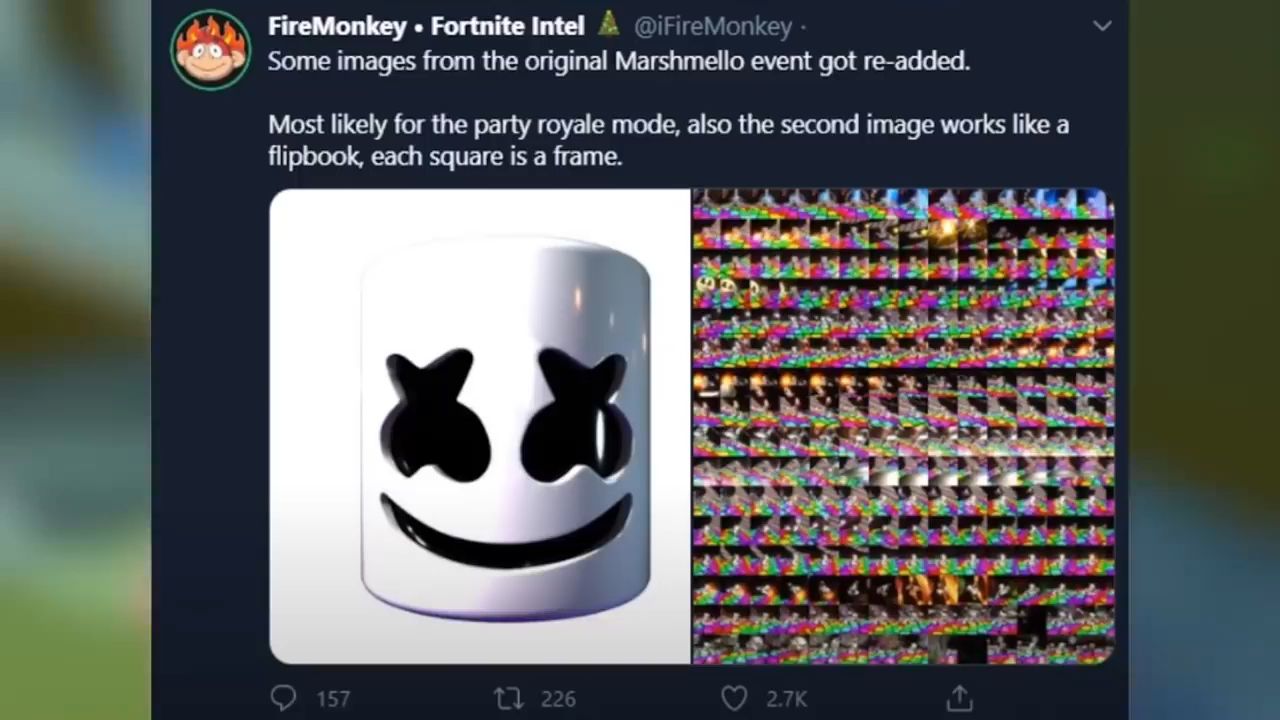 FireMonkey • Fortnite Intel 🎄 @iFireMonkey ·
Some images from the original Marshmello event got re-added.
Most likely for the party royale mode, also the second image works like a
flipbook, each square is a frame.
157 226 2.7K